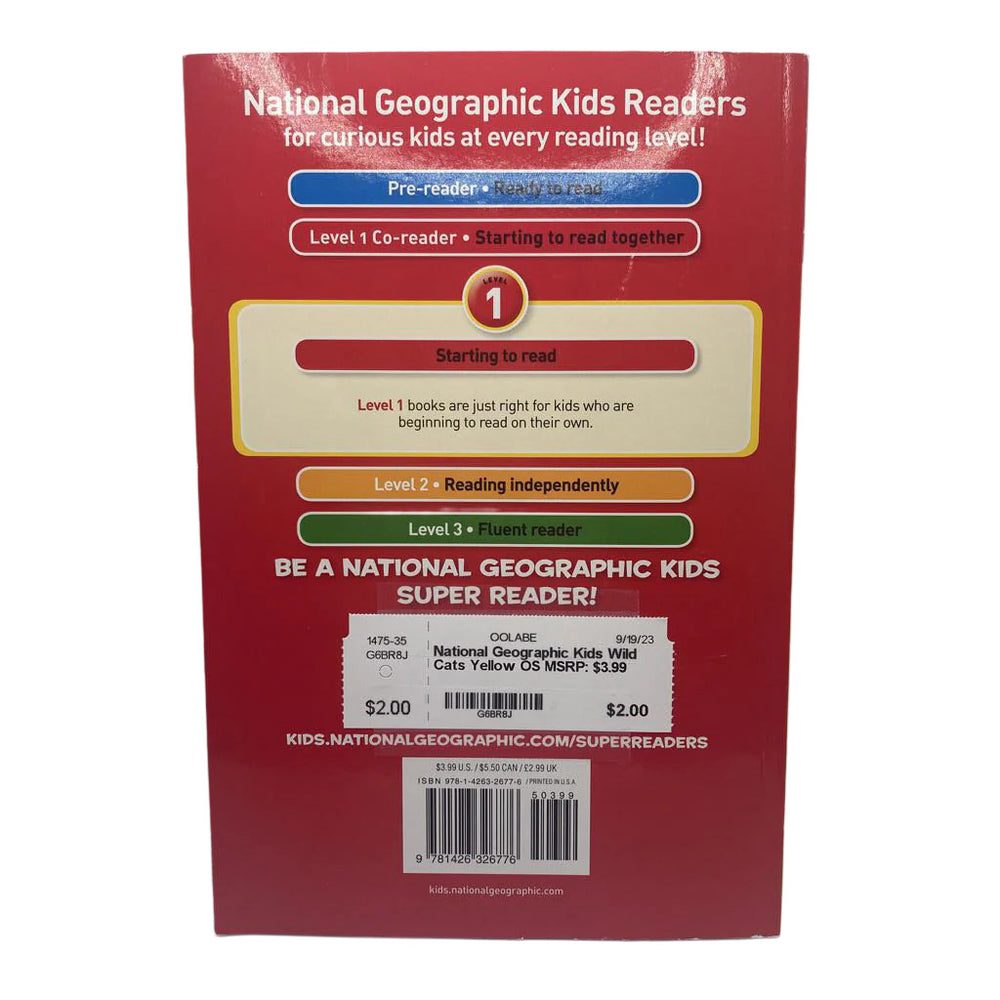 National Geographic Kids Readers
for curious kids at every reading level!
Pre-reader • Ready to read
Level 1 Co-reader • Starting to read together
LEVEL
1
Starting to read
Level 1 books are just right for kids who are
beginning to read on their own.
Level 2 • Reading independently
Level 3 • Fluent reader
BE A NATIONAL GEOGRAPHIC KIDS
SUPER READER!
1475-35
G6BR8J
$2.00
OOLABE 9/19/23
National Geographic Kids Wild
Cats Yellow OS MSRP: $3.99
G6BR8J
$2.00
KIDS.NATIONALGEOGRAPHIC.COM/SUPERREADERS
$3.99 U.S. / $5.50 CAN / £2.99 UK
ISBN 978-1-4263-2677-6 / PRINTED IN U.S.A.
50399
9 781426 326776
kids.nationalgeographic.com